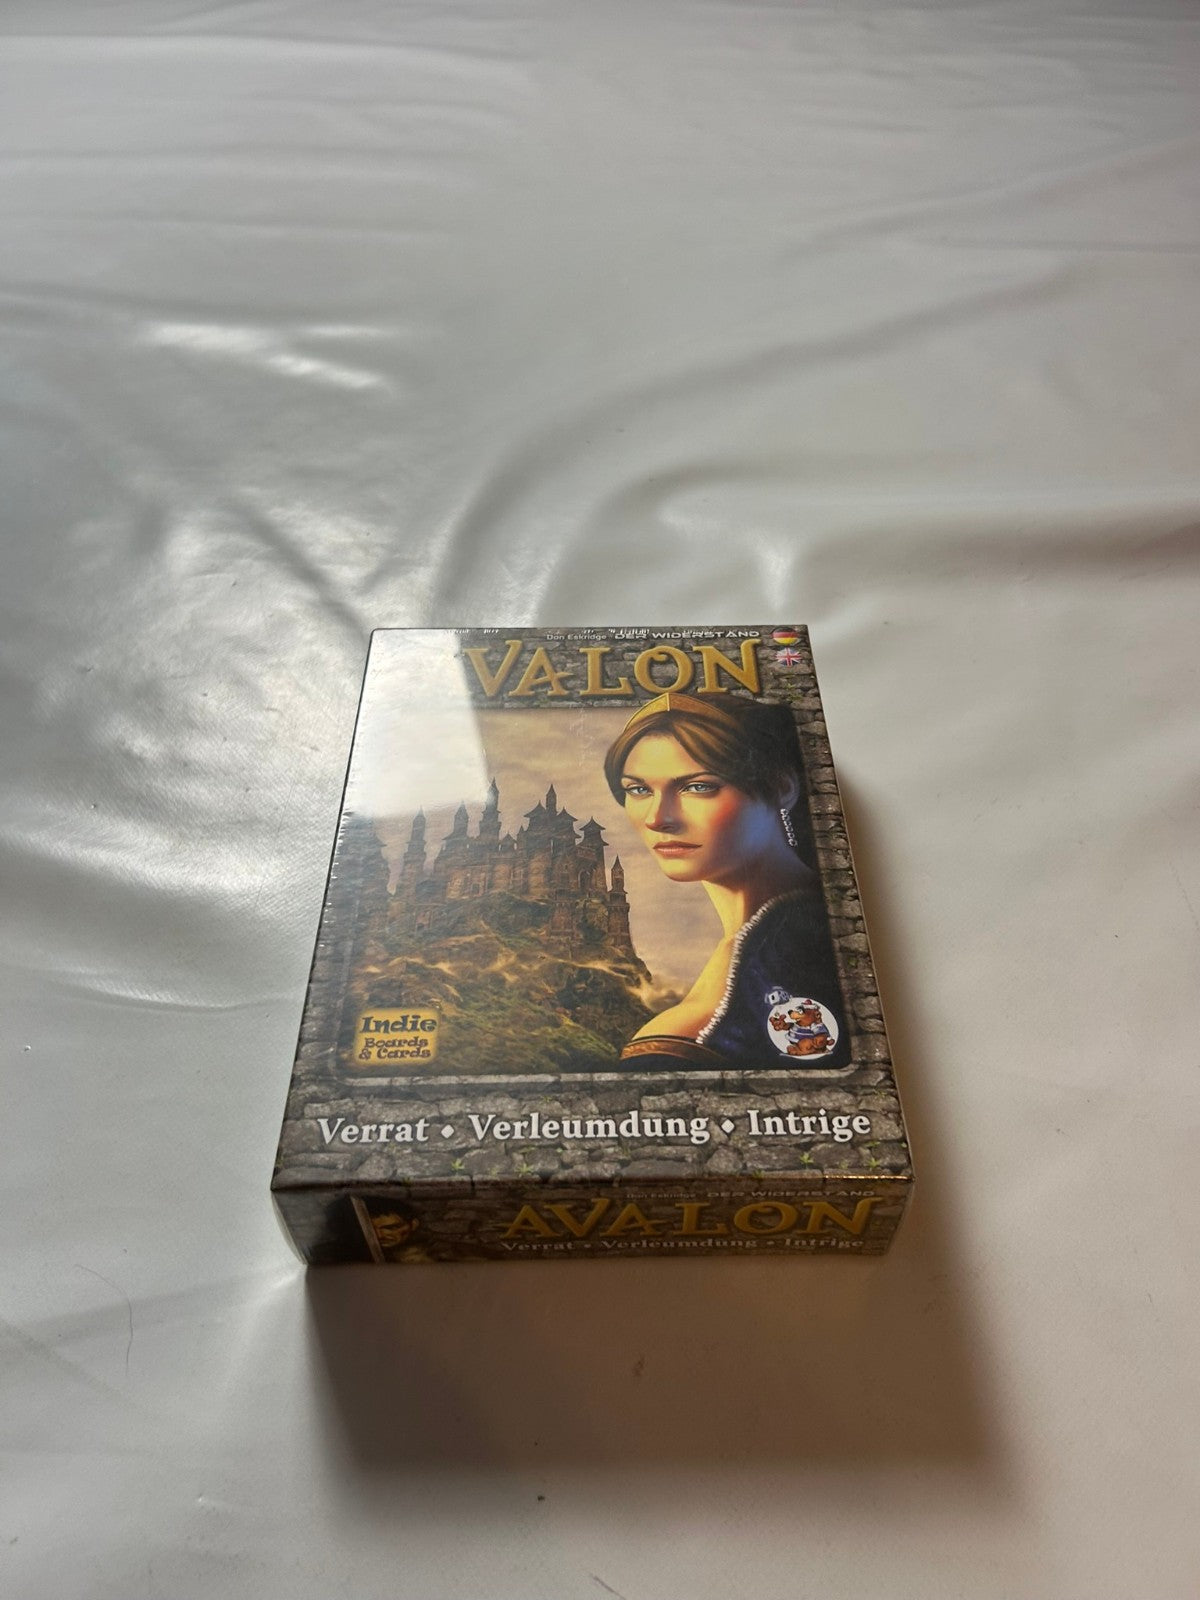 Don Eskridge DER WIDERSTAND
AVALON
Indie
Boards
& Cards
Verrat • Verleumdung • Intrige
Don Eskridge DER WIDERSTAND
AVALON
Verrat • Verleumdung • Intrige